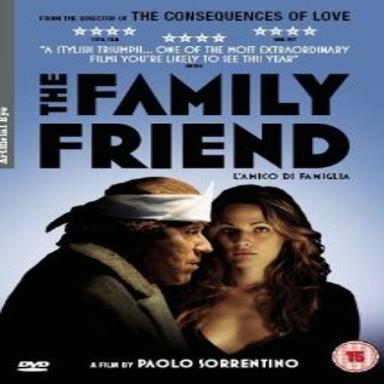 FROM THE DIRECTOR OF THE CONSEQUENCES OF LOVE
"A STYLISH TRIUMPH... ONE OF THE MOST EXTRAORDINARY
FILMS YOU'RE LIKELY TO SEE THIS YEAR"
THE
FAMILY
FRIEND
L'AMICO DI FAMIGLIA
Artificial Eye
15
DVD
A FILM BY PAOLO SORRENTINO